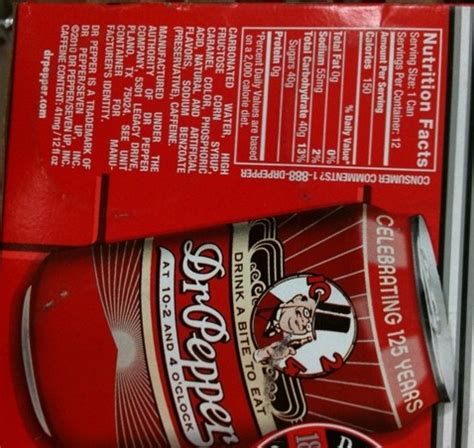 Nutrition Facts
Serving Size: 1 Can
Servings Per Container: 12
Amount Per Serving
Calories 150
% Daily Value*
Total Fat 0g 0%
Sodium 55mg 2%
Total Carbohydrate 40g 13%
Sugars 40g
Protein 0g
*Percent Daily Values are based
on a 2,000 calorie diet.
CONSUMER COMMENTS? 1-888-DRPEPPER
CARBONATED WATER, HIGH
FRUCTOSE CORN SYRUP,
CARAMEL COLOR, PHOSPHORIC
ACID, NATURAL AND ARTIFICIAL
FLAVORS, SODIUM BENZOATE
(PRESERVATIVE), CAFFEINE.
MANUFACTURED UNDER THE
AUTHORITY OF DR PEPPER
COMPANY, 5301 LEGACY DRIVE,
PLANO, TX 75024. SEE UNIT
CONTAINER FOR MANU-
FACTURER'S IDENTITY.
DR PEPPER IS A TRADEMARK OF
DR PEPPER/SEVEN UP, INC.
©2010 DR PEPPER/SEVEN UP, INC.
CAFFEINE CONTENT: 41mg/12 fl oz
drpepper.com
CELEBRATING 125 YEARS
10 2 4
DRINK A BITE TO EAT
Dr Pepper
AT 10-2 AND 4 O'CLOCK